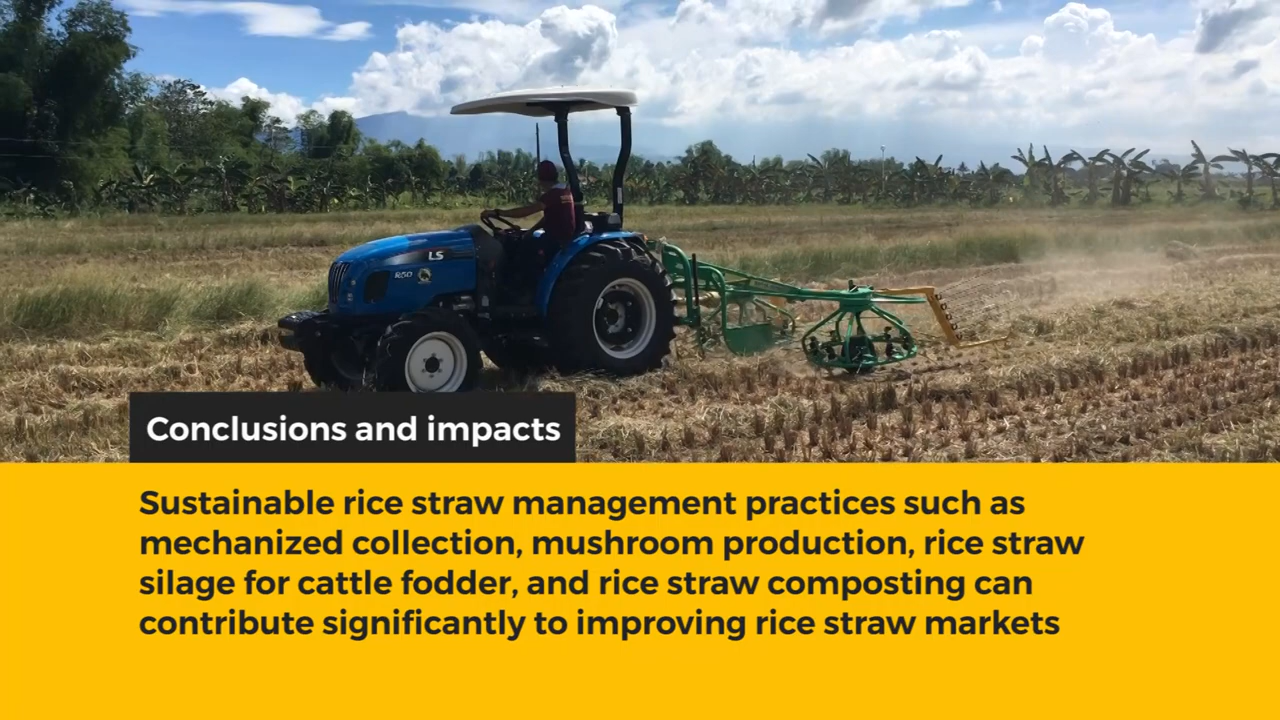 LS
R50
Conclusions and impacts
Sustainable rice straw management practices such as
mechanized collection, mushroom production, rice straw
silage for cattle fodder, and rice straw composting can
contribute significantly to improving rice straw markets